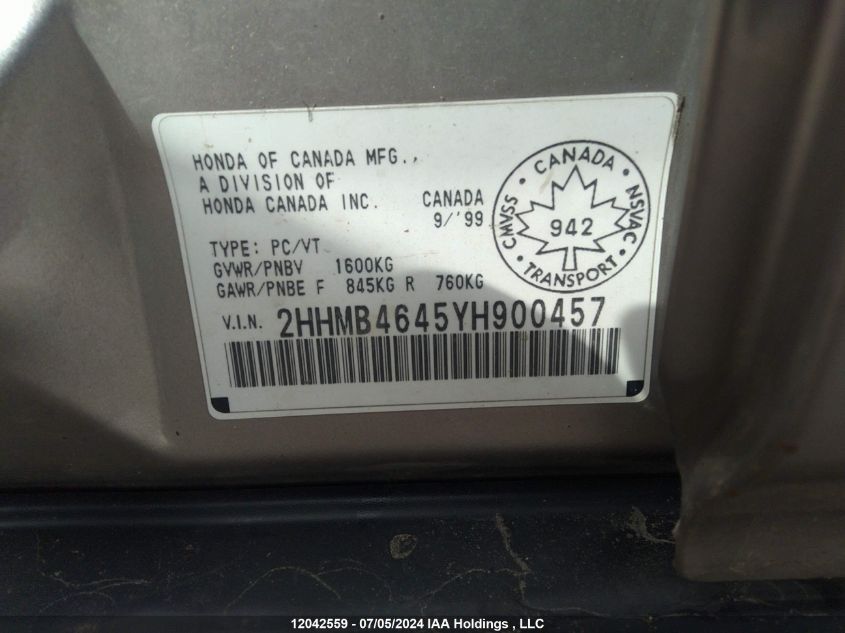 HONDA OF CANADA MFG.,
A DIVISION OF
HONDA CANADA INC. CANADA
9/'99
TYPE: PC/VT
GVWR/PNBV 1600KG
GAWR/PNBE F 845KG R 760KG
V.I.N. 2HHMB4645YH900457
• CANADA •
CMVSS
942
NSVAC
• TRANSPORT •
12042559 - 07/05/2024 IAA Holdings , LLC